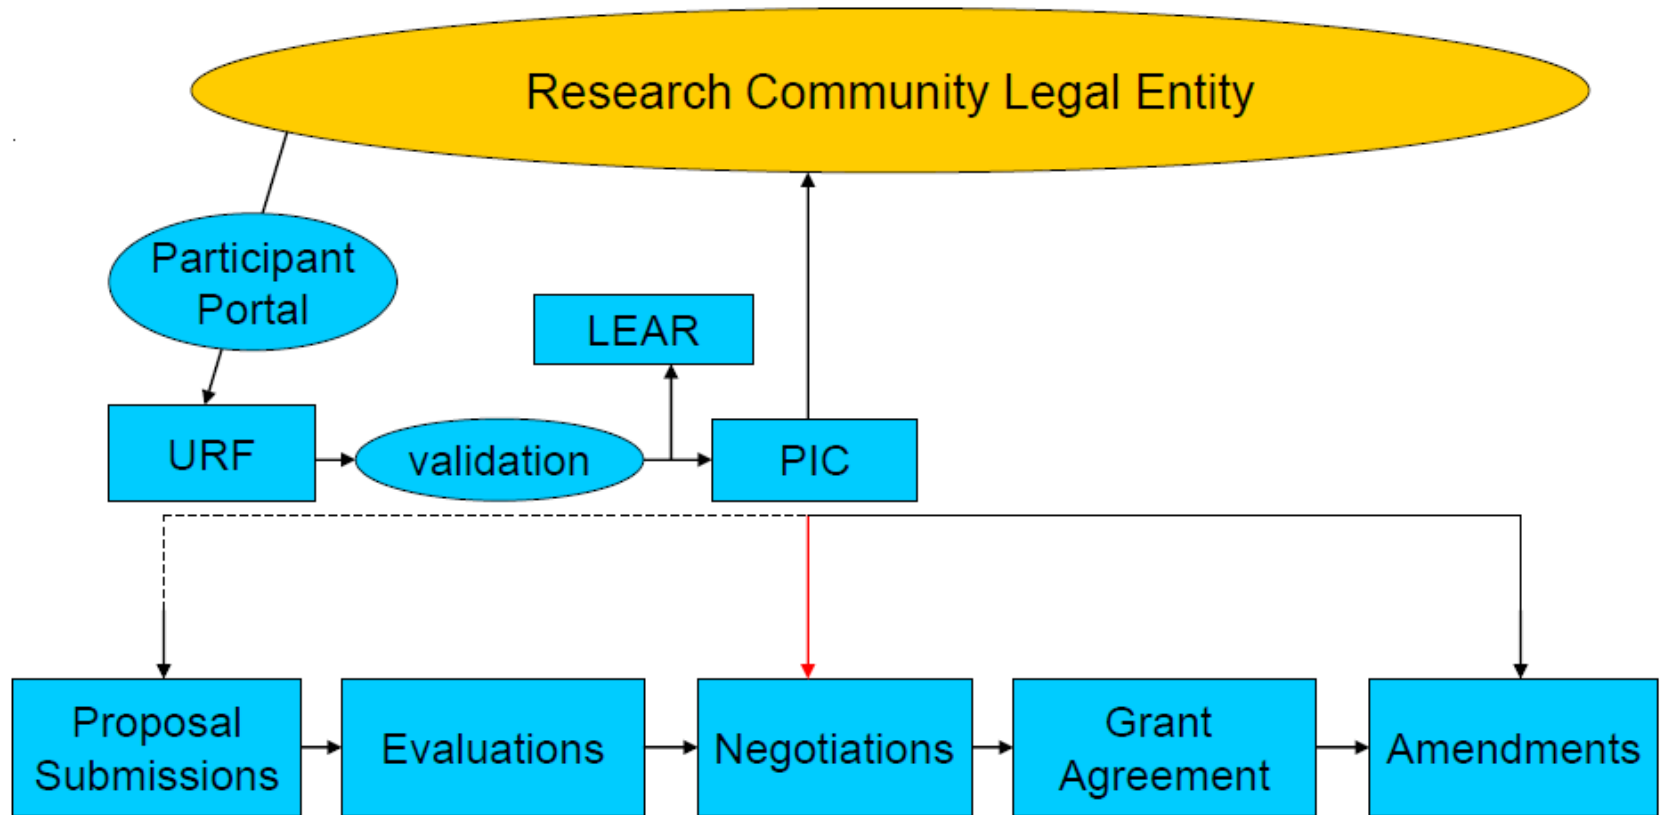 Research Community Legal Entity
Participant
Portal
LEAR
URF
validation
PIC
Proposal
Submissions
Evaluations
Negotiations
Grant
Agreement
Amendments